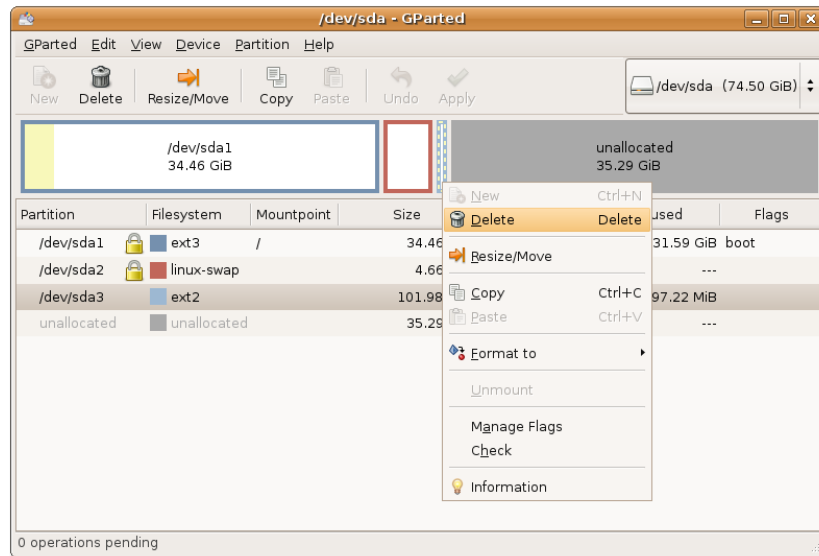 /dev/sda - GParted
GParted Edit View Device Partition Help
New Delete Resize/Move Copy Paste Undo Apply /dev/sda (74.50 GiB)
/dev/sda1
34.46 GiB
unallocated
35.29 GiB
Partition Filesystem Mountpoint Size used Flags
/dev/sda1 ext3 / 34.46 31.59 GiB boot
/dev/sda2 linux-swap 4.66 ---
/dev/sda3 ext2 101.98 97.22 MiB
unallocated unallocated 35.29 ---
New Ctrl+N
Delete Delete
Resize/Move
Copy Ctrl+C
Paste Ctrl+V
Format to
Unmount
Manage Flags
Check
Information
0 operations pending